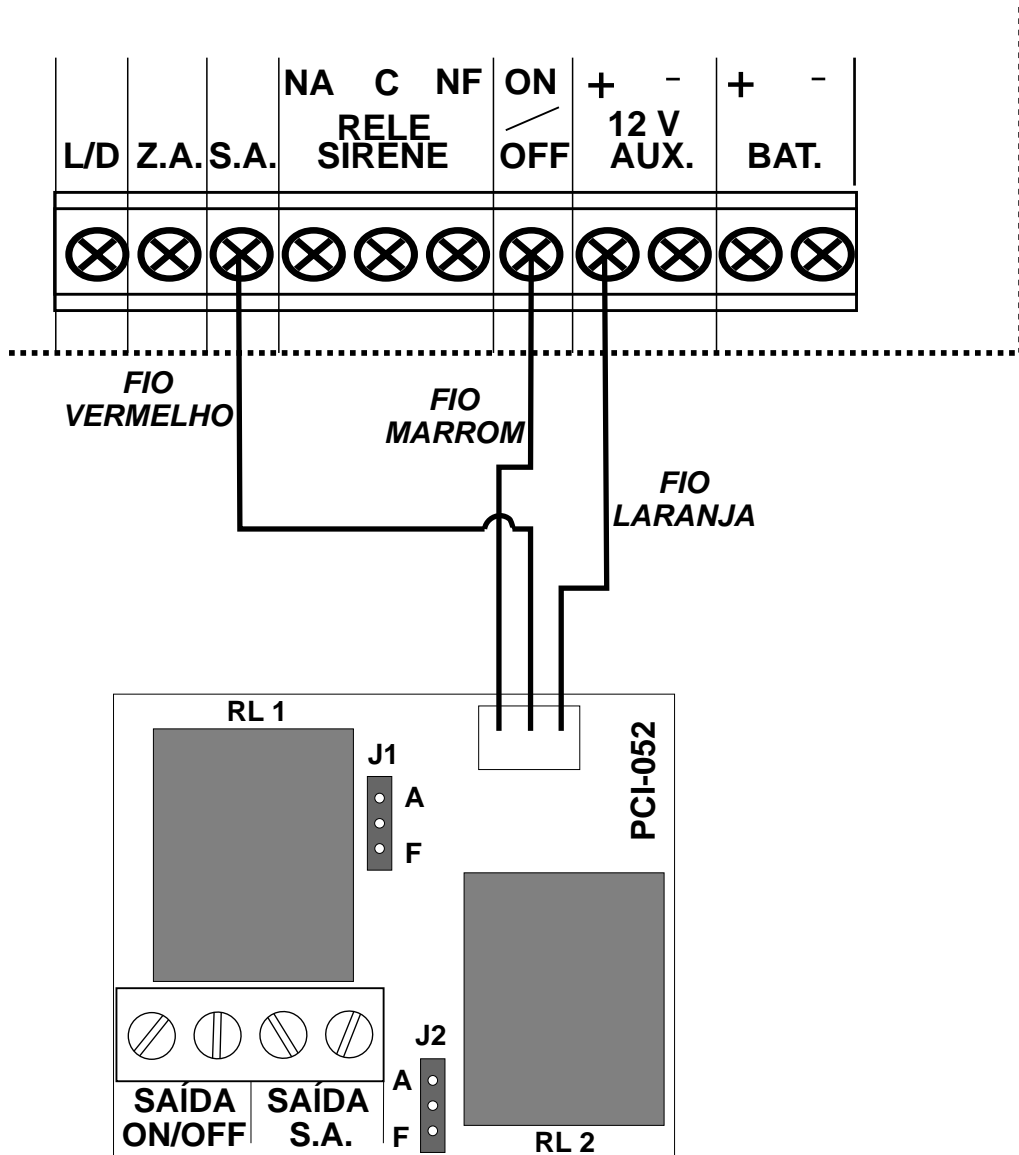 NA C NF ON + - + -
RELE 12 V
L/D Z.A. S.A. SIRENE OFF AUX. BAT.
FIO
VERMELHO
FIO
MARROM
FIO
LARANJA
RL 1
J1
A
F
PCI-052
J2
A
F
SAÍDA
ON/OFF
SAÍDA
S.A.
RL 2